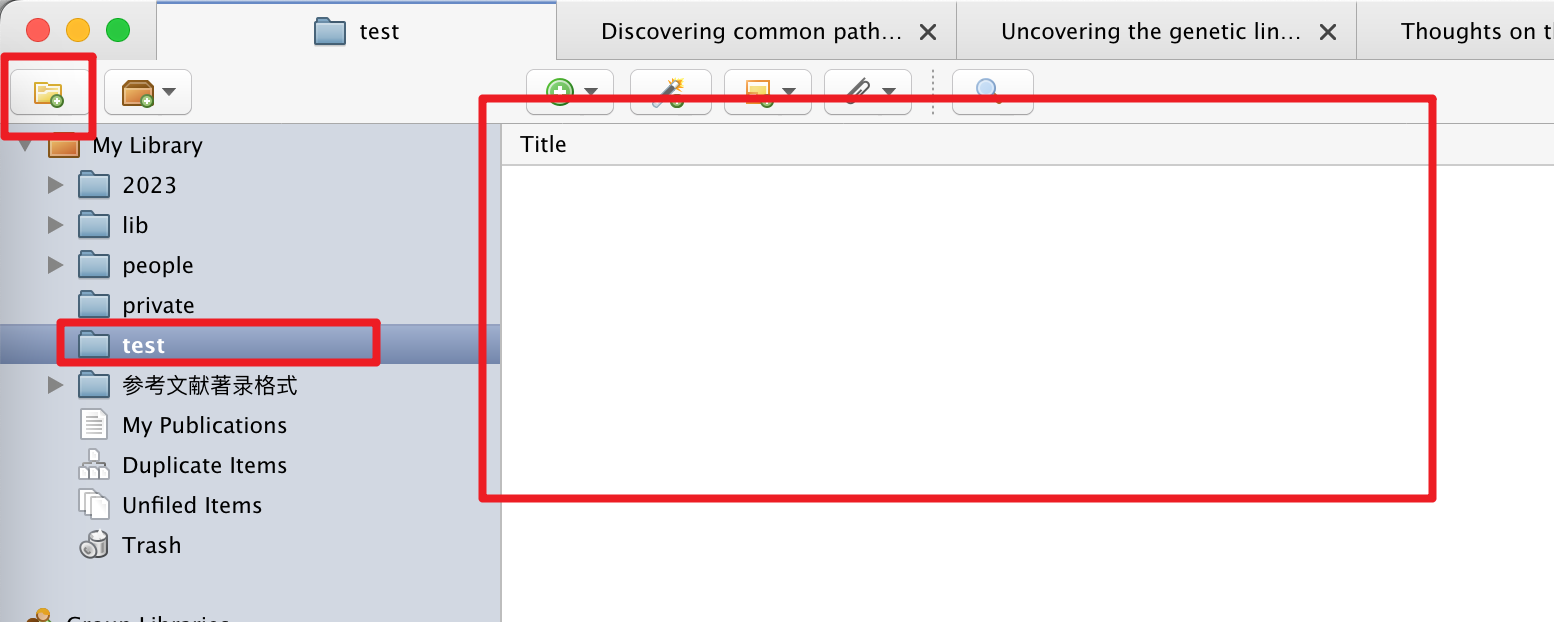 test
Discovering common path...
Uncovering the genetic lin...
Thoughts on t
My Library
Title
2023
lib
people
private
test
参考文献著录格式
My Publications
Duplicate Items
Unfiled Items
Trash
Group Libraries